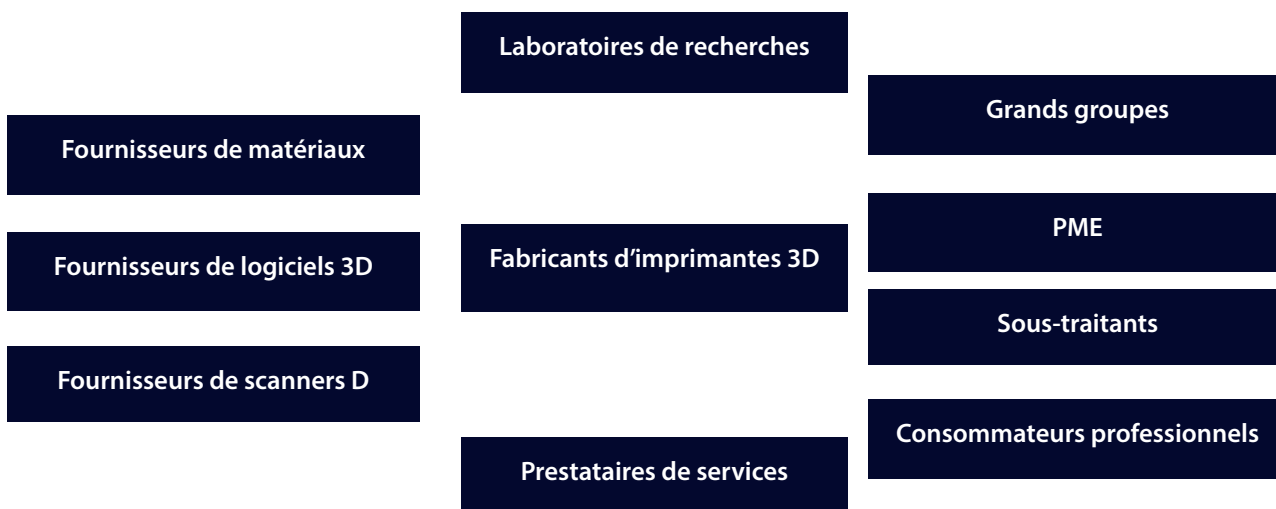 Laboratoires de recherches
Grands groupes
Fournisseurs de matériaux
PME
Fournisseurs de logiciels 3D
Fabricants d’imprimantes 3D
Sous-traitants
Fournisseurs de scanners D
Consommateurs professionnels
Prestataires de services